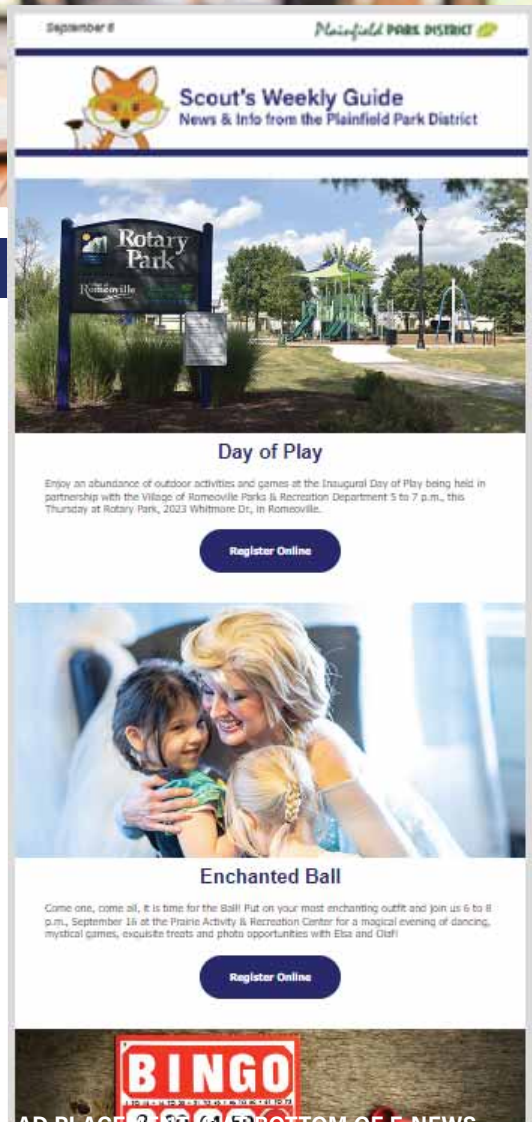 September 8
Plainfield PARK DISTRICT
Scout's Weekly Guide
News & Info from the Plainfield Park District
Rotary
Park
Romeoville
Day of Play
Enjoy an abundance of outdoor activities and games at the Inaugural Day of Play being held in
partnership with the Village of Romeoville Parks & Recreation Department 5 to 7 p.m., this
Thursday at Rotary Park, 2023 Whitmore Dr., in Romeoville.
Register Online
Enchanted Ball
Come one, come all, it is time for the Ball! Put on your most enchanting outfit and join us 6 to 8
p.m., September 16 at the Prairie Activity & Recreation Center for a magical evening of dancing,
mystical games, exquisite treats and photo opportunities with Elsa and Olaf!
Register Online
BINGO
BOTTOM OF E-NEWS